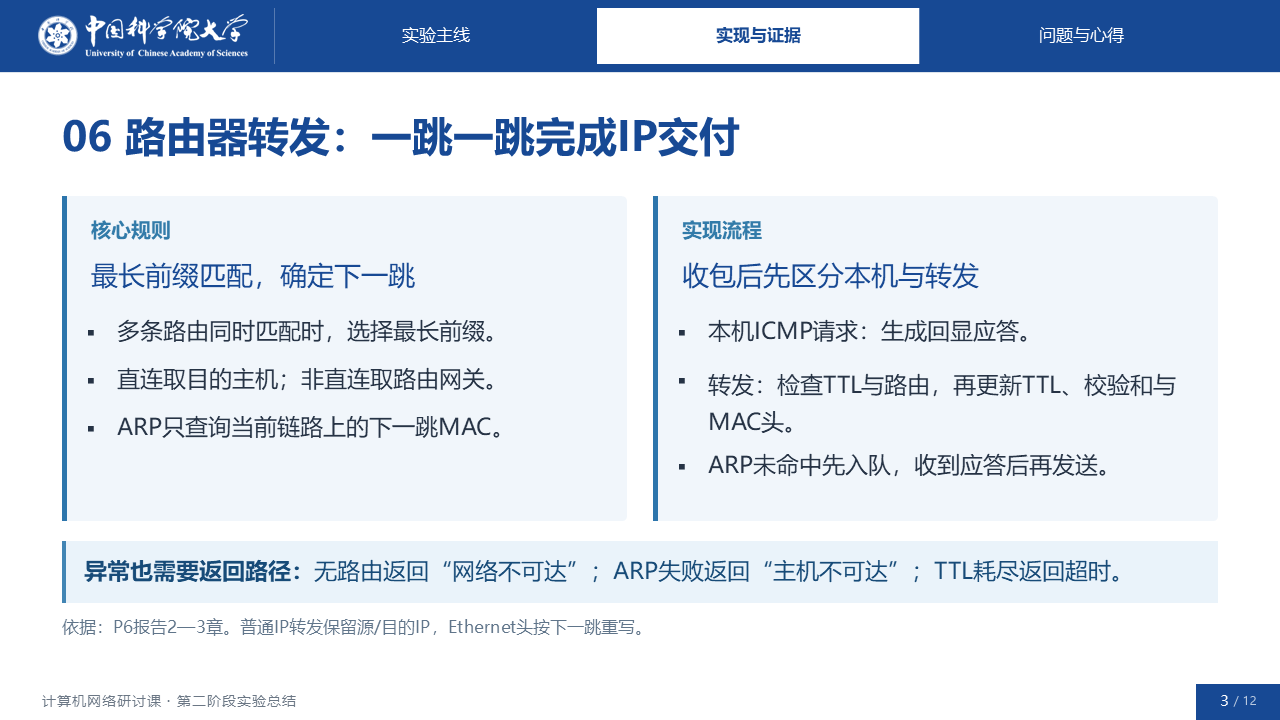 中国科学院大学
University of Chinese Academy of Sciences
实验主线
实现与证据
问题与心得
06 路由器转发：一跳一跳完成IP交付
核心规则
最长前缀匹配，确定下一跳
▪ 多条路由同时匹配时，选择最长前缀。
▪ 直连取目的主机；非直连取路由网关。
▪ ARP只查询当前链路上的下一跳MAC。
实现流程
收包后先区分本机与转发
▪ 本机ICMP请求：生成回显应答。
▪ 转发：检查TTL与路由，再更新TTL、校验和与
MAC头。
▪ ARP未命中先入队，收到应答后再发送。
异常也需要返回路径：无路由返回“网络不可达”；ARP失败返回“主机不可达”；TTL耗尽返回超时。
依据：P6报告2—3章。普通IP转发保留源/目的IP，Ethernet头按下一跳重写。
计算机网络研讨课 · 第二阶段实验总结
3 / 12